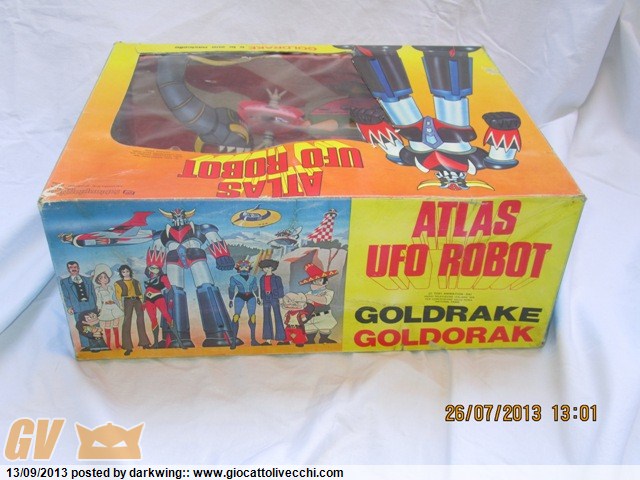 GOLDRAKE
ATLAS
UFO ROBOT
ATLAS
UFO ROBOT
GOLDRAKE
GOLDORAK
26/07/2013 13:01
GV
13/09/2013 posted by darkwing:: www.giocattolivecchi.com